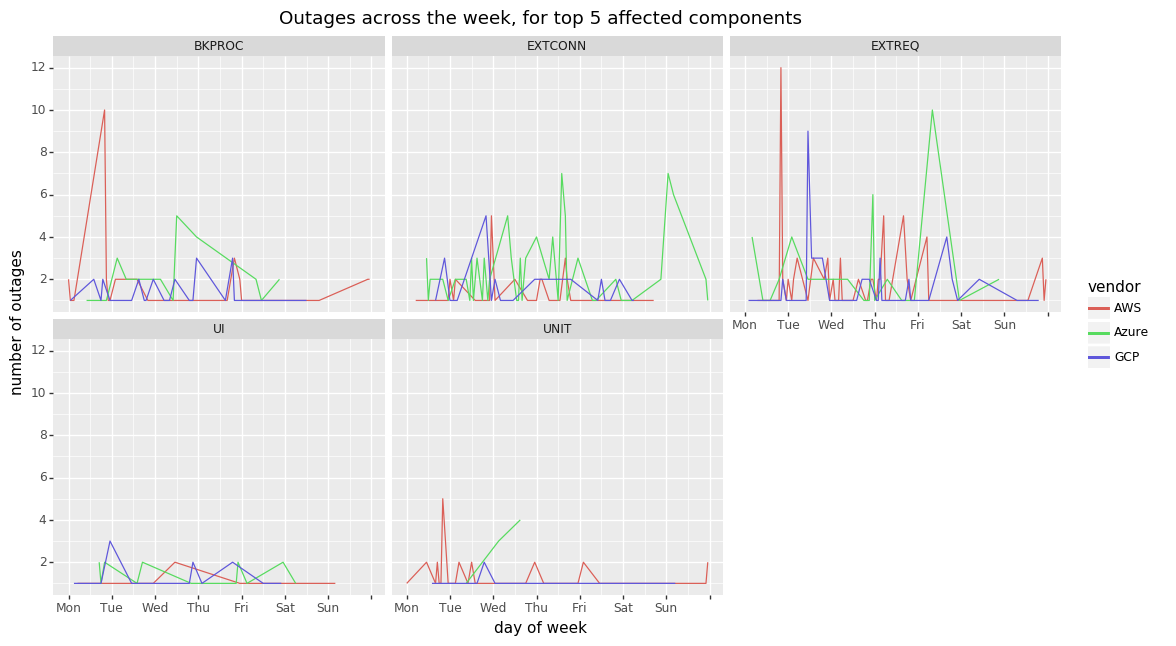 Outages across the week, for top 5 affected components
BKPROC
EXTCONN
EXTREQ
12
10
8
6
4
2
Mon Tue Wed Thu Fri Sat Sun
UI
UNIT
12
10
8
6
4
2
Mon Tue Wed Thu Fri Sat Sun
Mon Tue Wed Thu Fri Sat Sun
number of outages
day of week
vendor
AWS
Azure
GCP